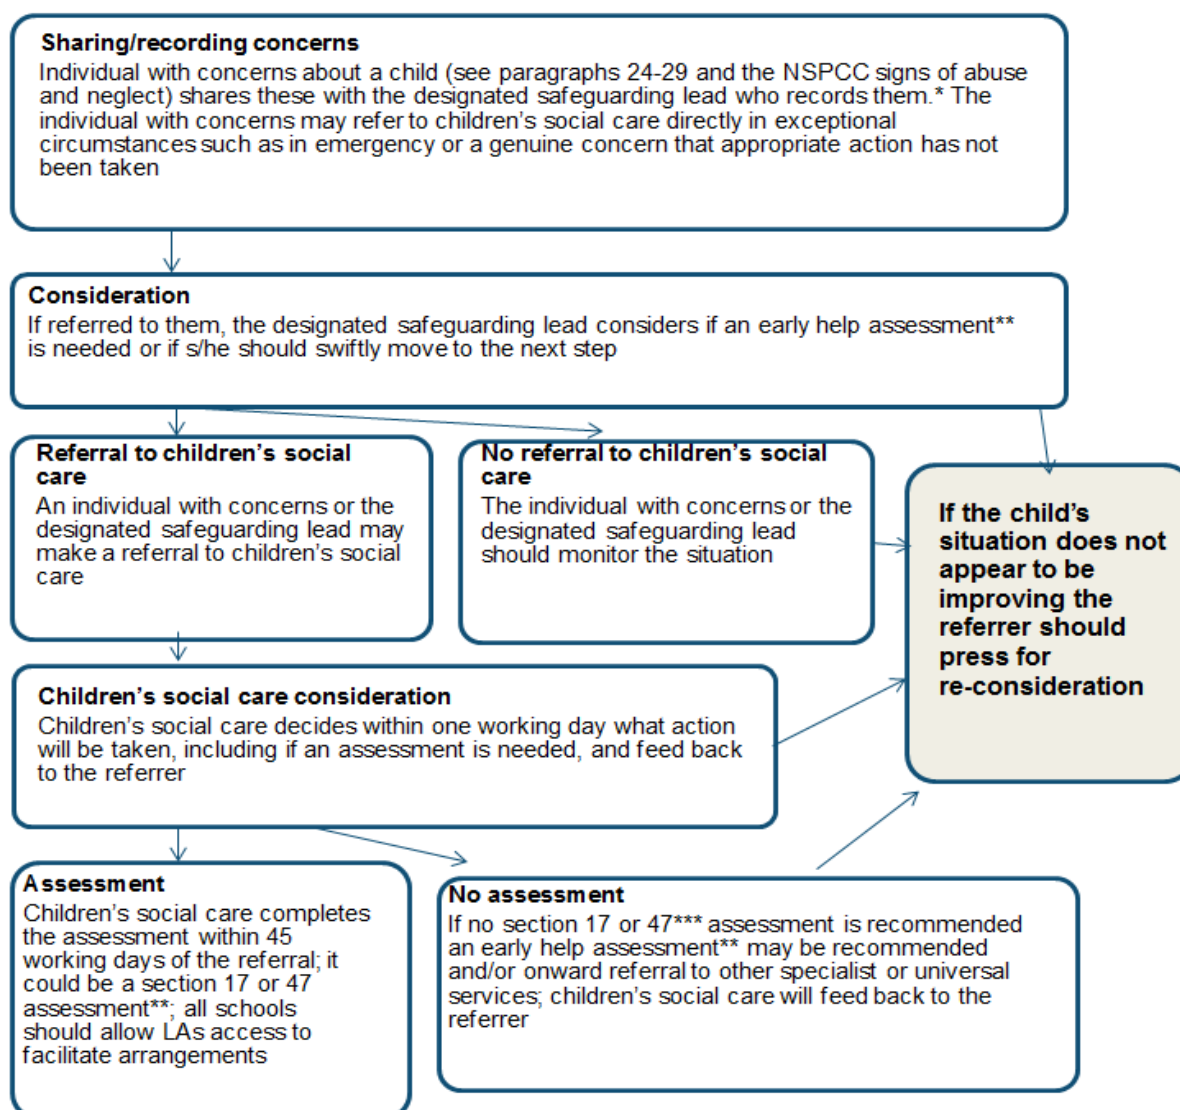 Sharing/recording concerns
Individual with concerns about a child (see paragraphs 24-29 and the NSPCC signs of abuse
and neglect) shares these with the designated safeguarding lead who records them.* The
individual with concerns may refer to children's social care directly in exceptional
circumstances such as in emergency or a genuine concern that appropriate action has not
been taken
Consideration
If referred to them, the designated safeguarding lead considers if an early help assessment**
is needed or if s/he should swiftly move to the next step
Referral to children's social
care
An individual with concerns or the
designated safeguarding lead may
make a referral to children's social
care
No referral to children's social
care
The individual with concerns or the
designated safeguarding lead
should monitor the situation
If the child's
situation does not
appear to be
improving the
referrer should
press for
re-consideration
Children's social care consideration
Children's social care decides within one working day what action
will be taken, including if an assessment is needed, and feed back
to the referrer
Assessment
Children's social care completes
the assessment within 45
working days of the referral; it
could be a section 17 or 47
assessment**; all schools
should allow LAs access to
facilitate arrangements
No assessment
If no section 17 or 47*** assessment is recommended
an early help assessment** may be recommended
and/or onward referral to other specialist or universal
services; children's social care will feed back to the
referrer